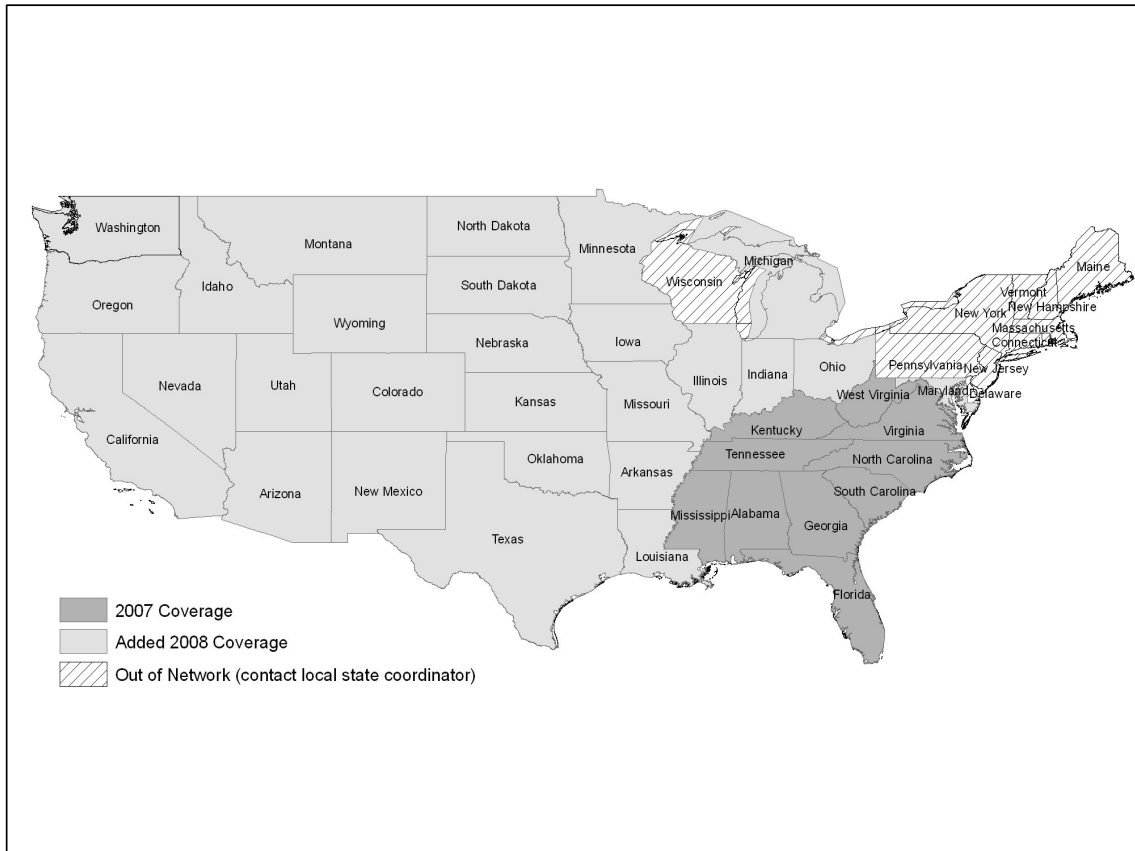 Washington
Montana
North Dakota
Minnesota
Michigan
Maine
Vermont
New Hampshire
New York
Massachusetts
Connecticut
Oregon
Idaho
South Dakota
Wisconsin
Wyoming
Nebraska
Iowa
Pennsylvania
New Jersey
Nevada
Utah
Colorado
Kansas
Missouri
Illinois
Indiana
Ohio
Maryland
Delaware
West Virginia
California
Kentucky
Virginia
Tennessee
North Carolina
Oklahoma
Arkansas
Arizona
New Mexico
South Carolina
Mississippi
Alabama
Georgia
Texas
Louisiana
Florida
2007 Coverage
Added 2008 Coverage
Out of Network (contact local state coordinator)